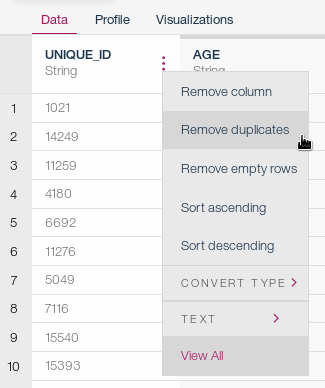 Data Profile Visualizations
UNIQUE_ID AGE
String String
1 1021
2 14249
3 11259
4 4180
5 6692
6 11276
7 5049
8 7116
9 15540
10 15393
Remove column
Remove duplicates
Remove empty rows
Sort ascending
Sort descending
CONVERT TYPE
TEXT
View All